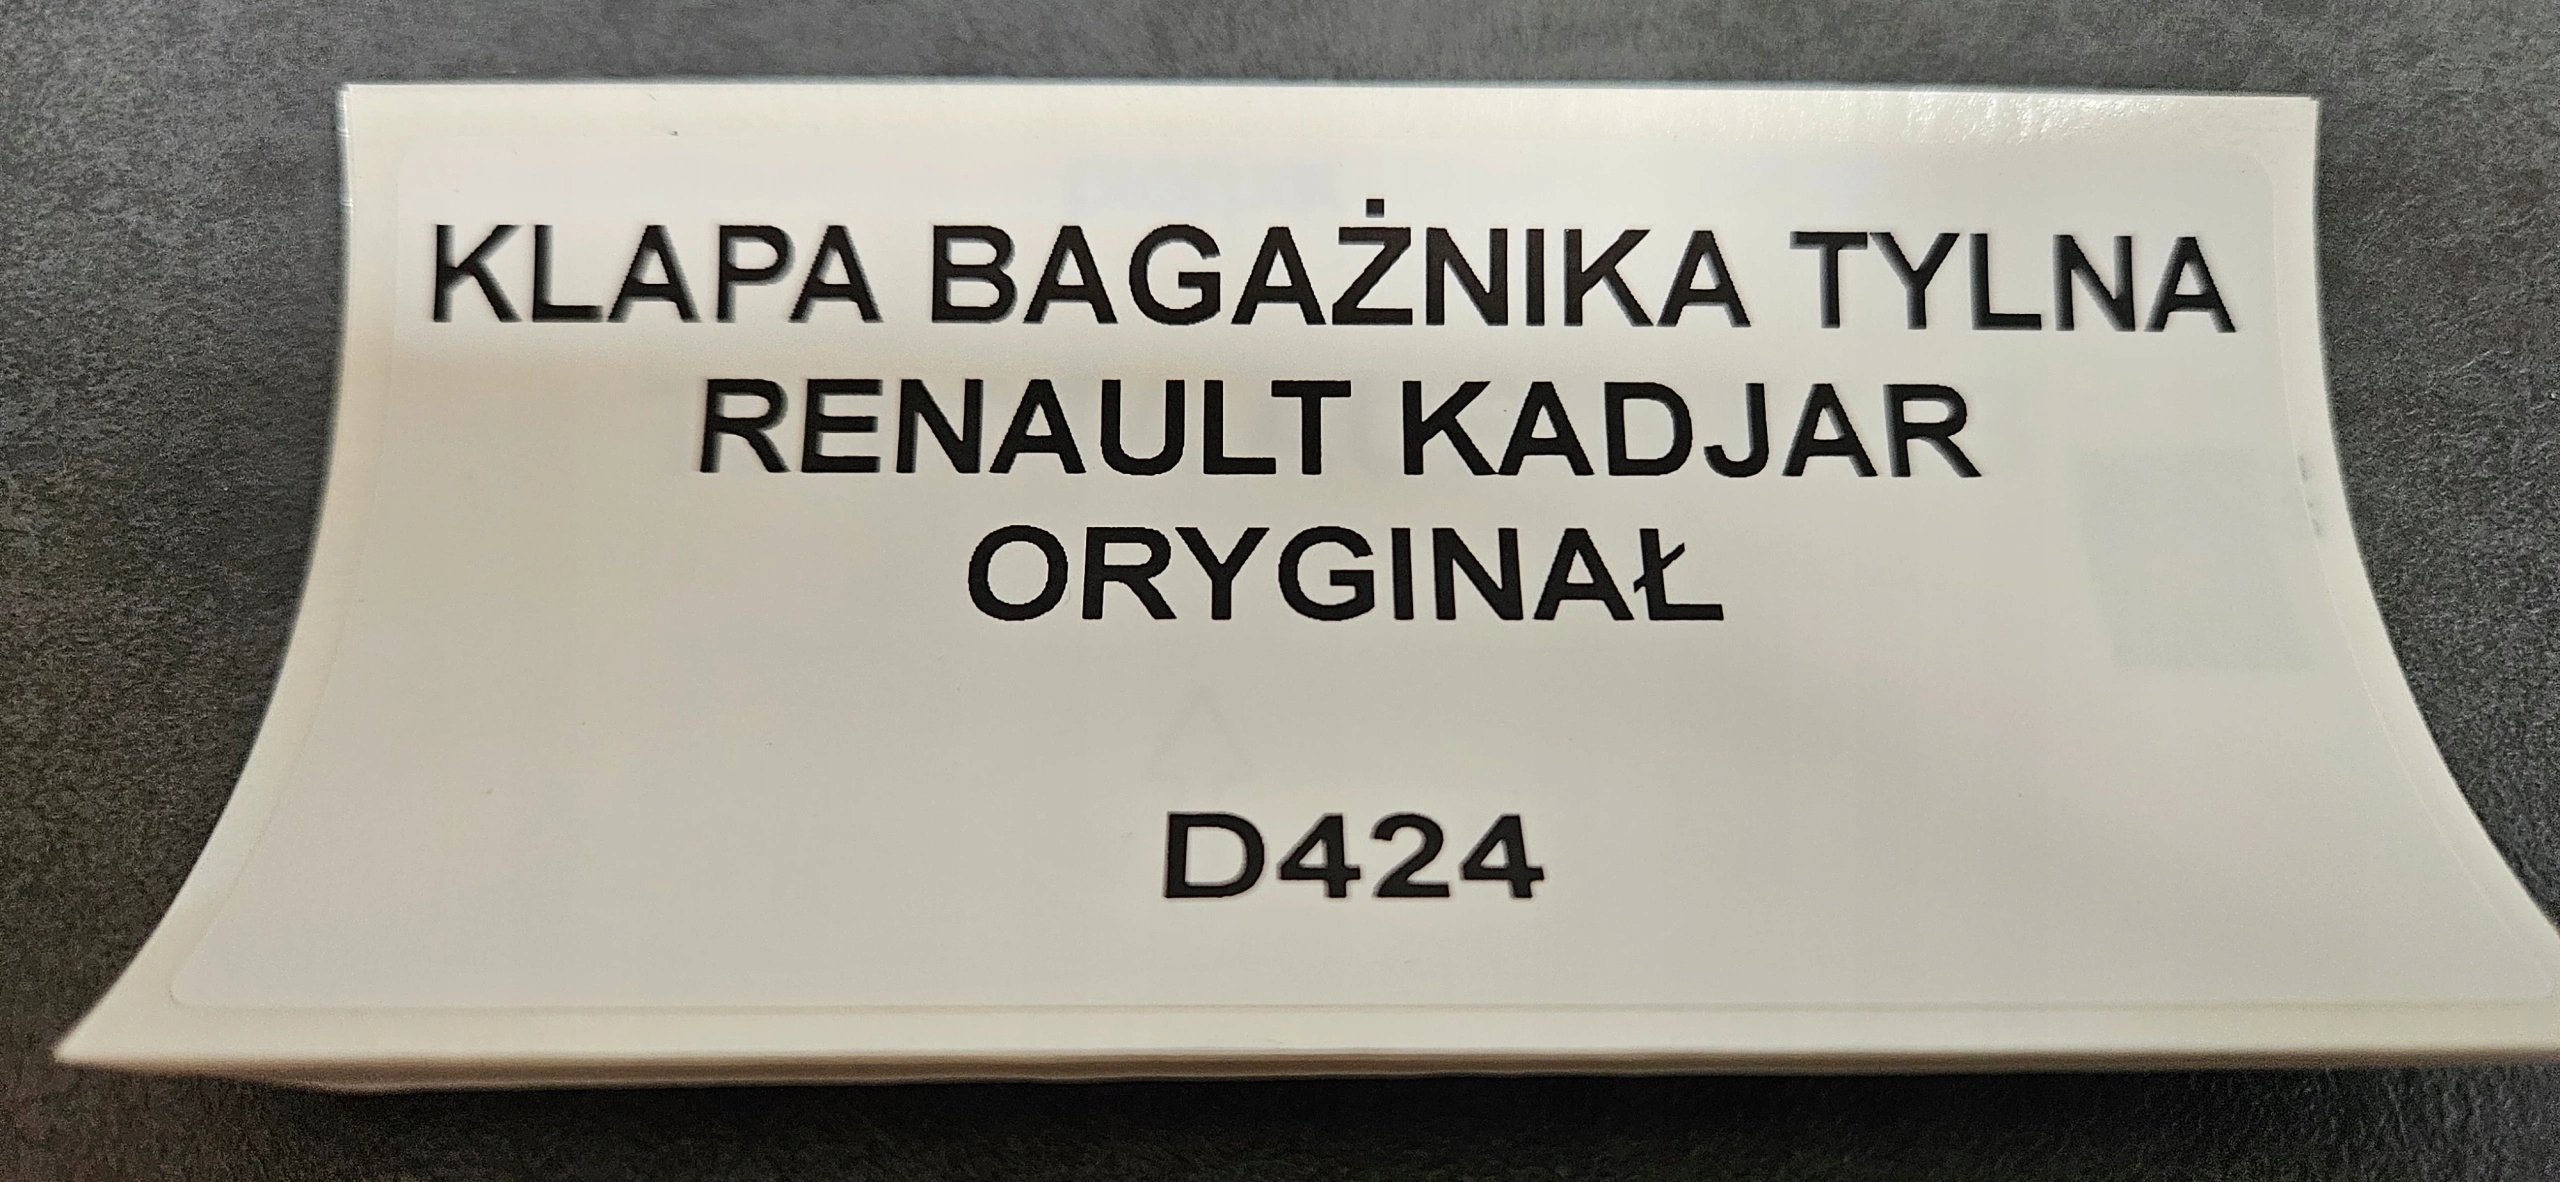 KLAPA BAGAŻNIKA TYLNA
RENAULT KADJAR
ORYGINAŁ
D424